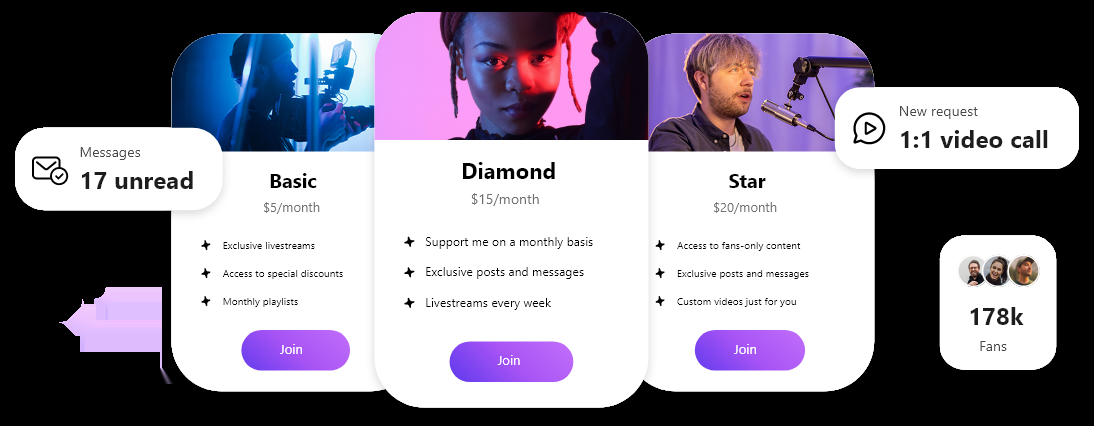 Messages
17 unread
Basic
$5/month
Exclusive livestreams
Access to special discounts
Monthly playlists
Join
Diamond
$15/month
Support me on a monthly basis
Exclusive posts and messages
Livestreams every week
Join
Star
$20/month
Access to fans-only content
Exclusive posts and messages
Custom videos just for you
Join
New request
1:1 video call
178k
Fans